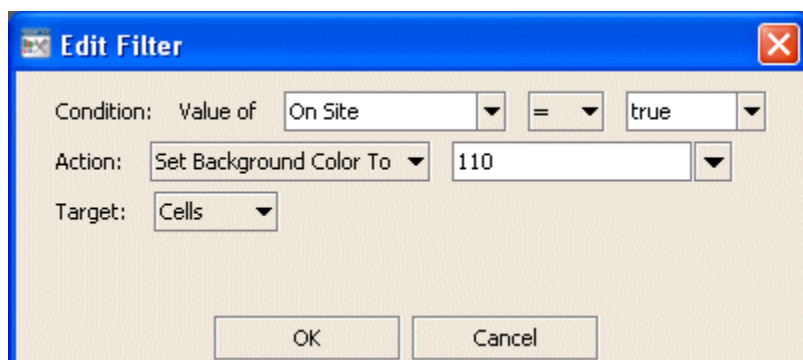 Edit Filter
Condition: Value of On Site = true
Action: Set Background Color To 110
Target: Cells
OK Cancel